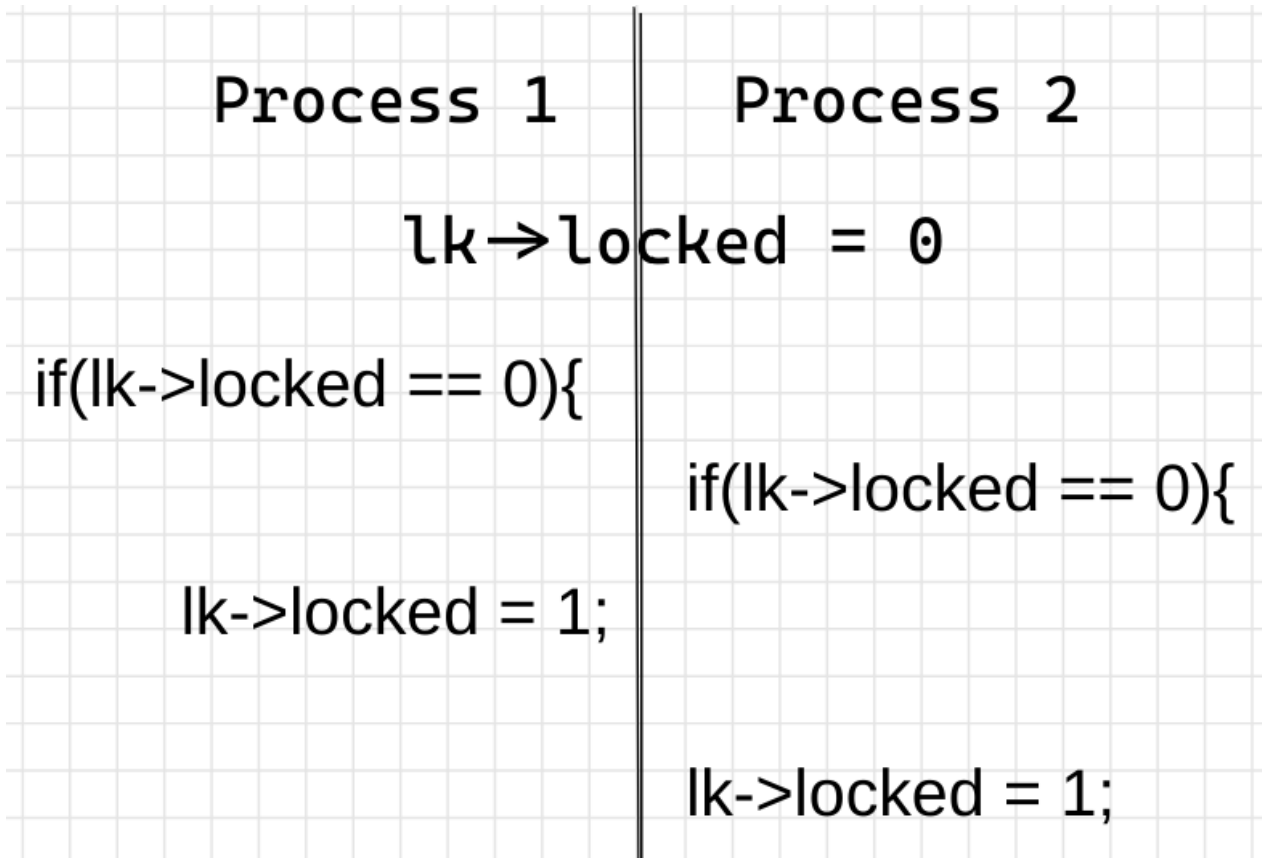 Process 1
Process 2
lk->locked = 0
if(lk->locked == 0){
if(lk->locked == 0){
lk->locked = 1;
lk->locked = 1;